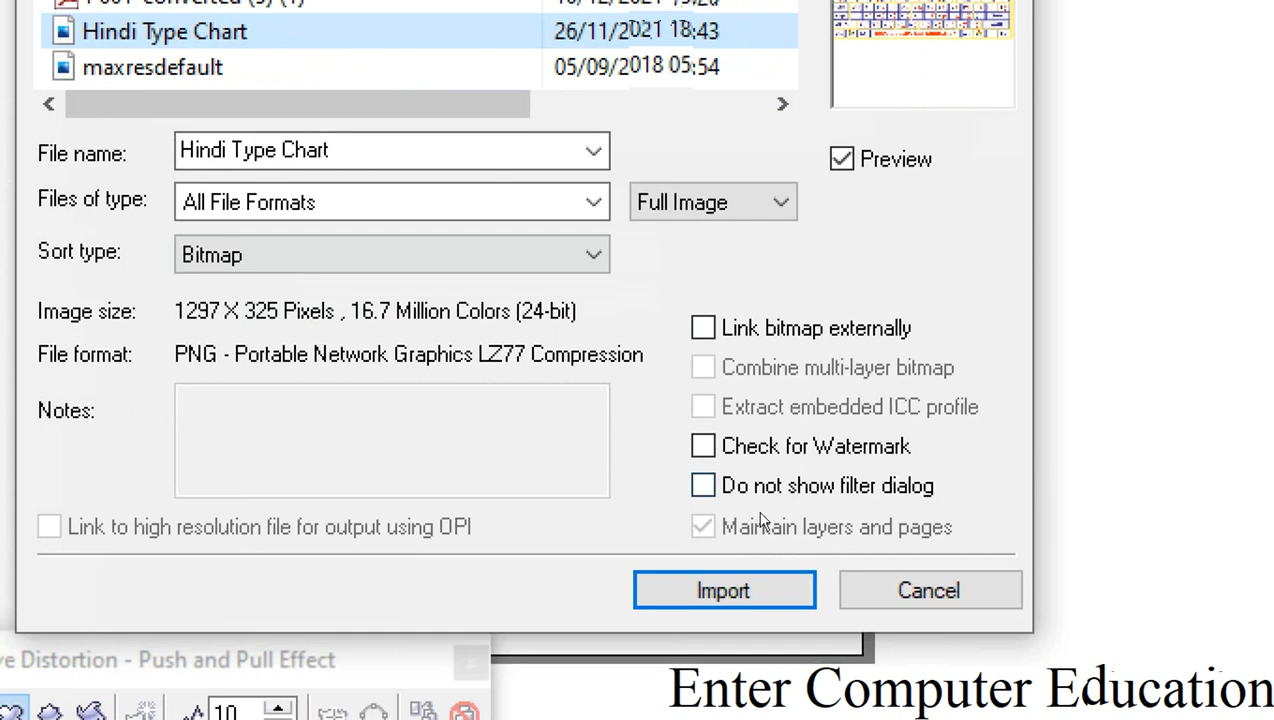 Hindi Type Chart 26/11/2021 18:43
maxresdefault 05/09/2018 05:54
File name: Hindi Type Chart
Preview
Files of type: All File Formats Full Image
Sort type: Bitmap
Image size: 1297 X 325 Pixels , 16.7 Million Colors (24-bit)
Link bitmap externally
File format: PNG - Portable Network Graphics LZ77 Compression
Combine multi-layer bitmap
Notes:
Extract embedded ICC profile
Check for Watermark
Do not show filter dialog
Link to high resolution file for output using OPI
Maintain layers and pages
Import Cancel
ve Distortion - Push and Pull Effect
Enter Computer Education
10